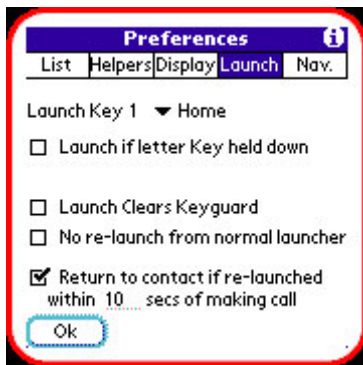 Preferences i
List Helpers Display Launch Nav.
Launch Key 1 Home
Launch if letter Key held down
Launch Clears Keyguard
No re-launch from normal launcher
Return to contact if re-launched
within 10 secs of making call
Ok